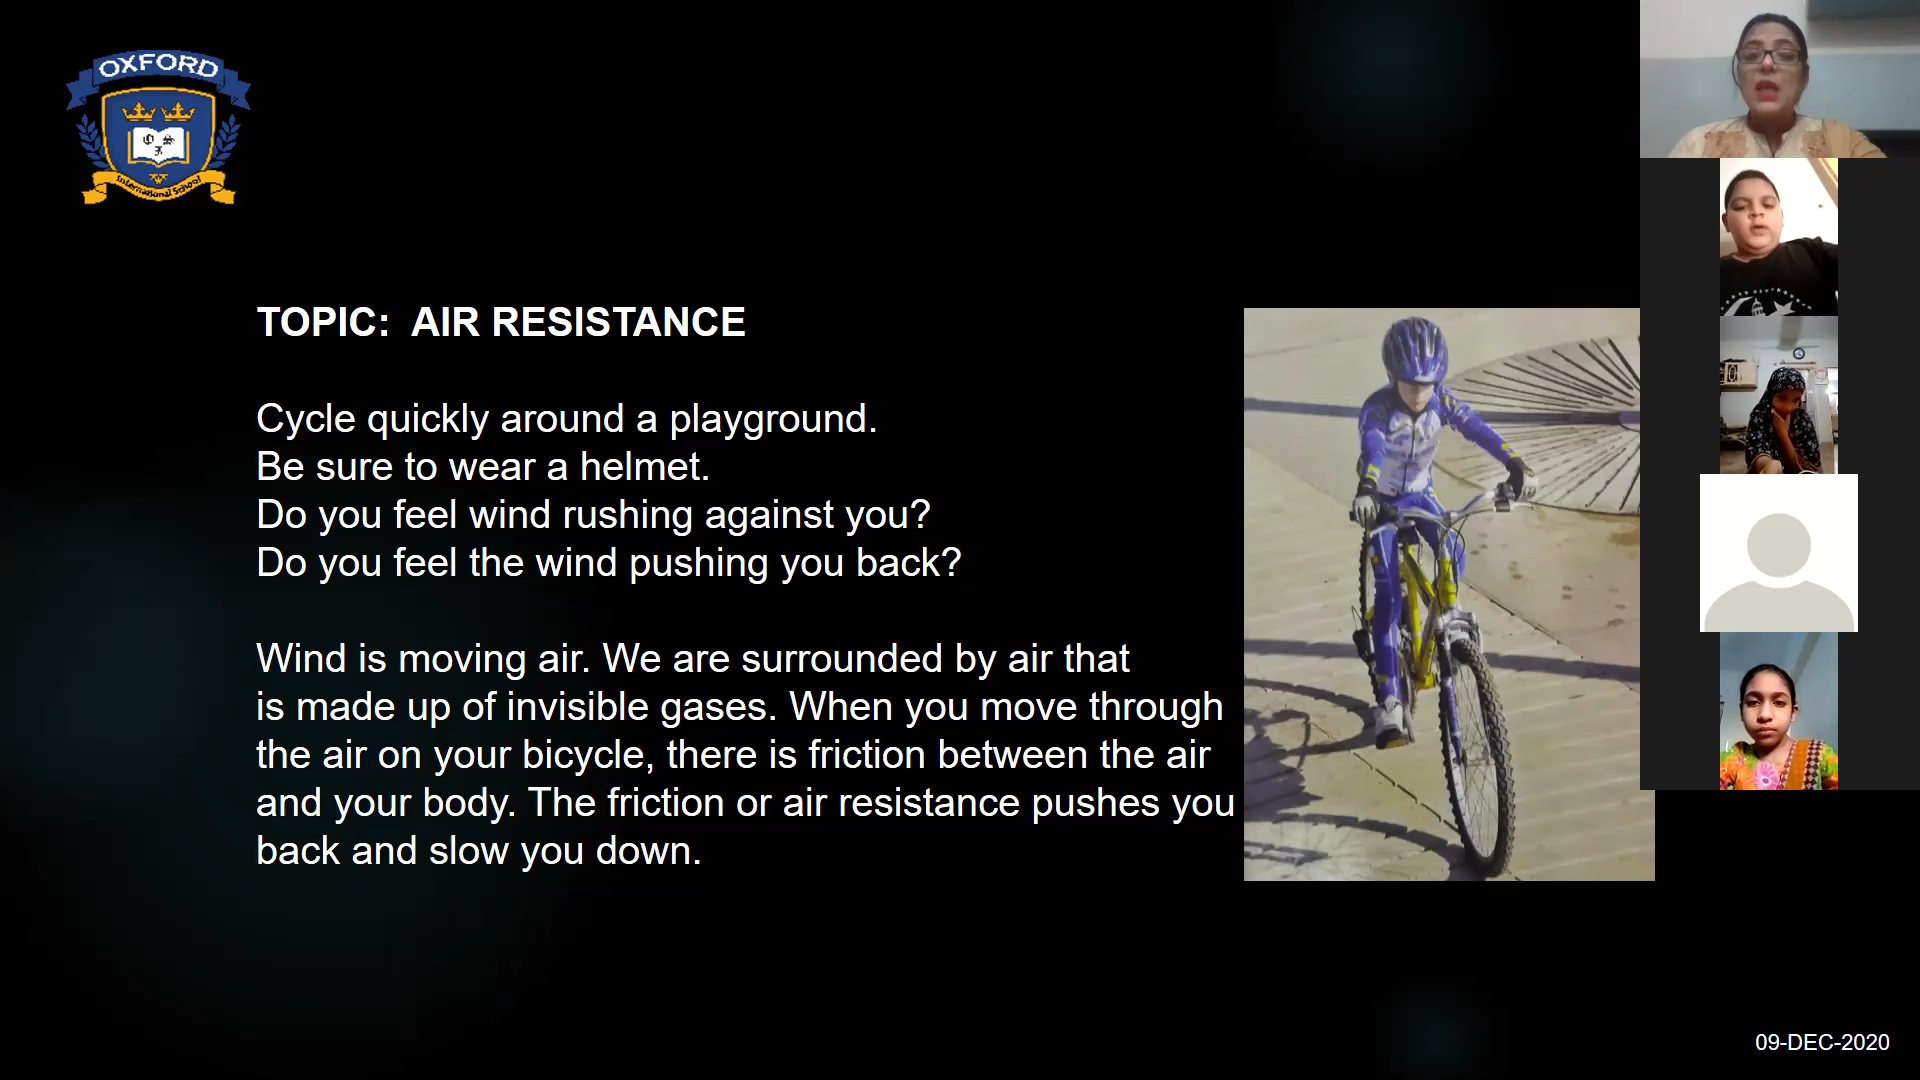 OXFORD
International School
TOPIC:  AIR RESISTANCE
Cycle quickly around a playground.
Be sure to wear a helmet.
Do you feel wind rushing against you?
Do you feel the wind pushing you back?
Wind is moving air. We are surrounded by air that
is made up of invisible gases. When you move through
the air on your bicycle, there is friction between the air
and your body. The friction or air resistance pushes you
back and slow you down.
09-DEC-2020